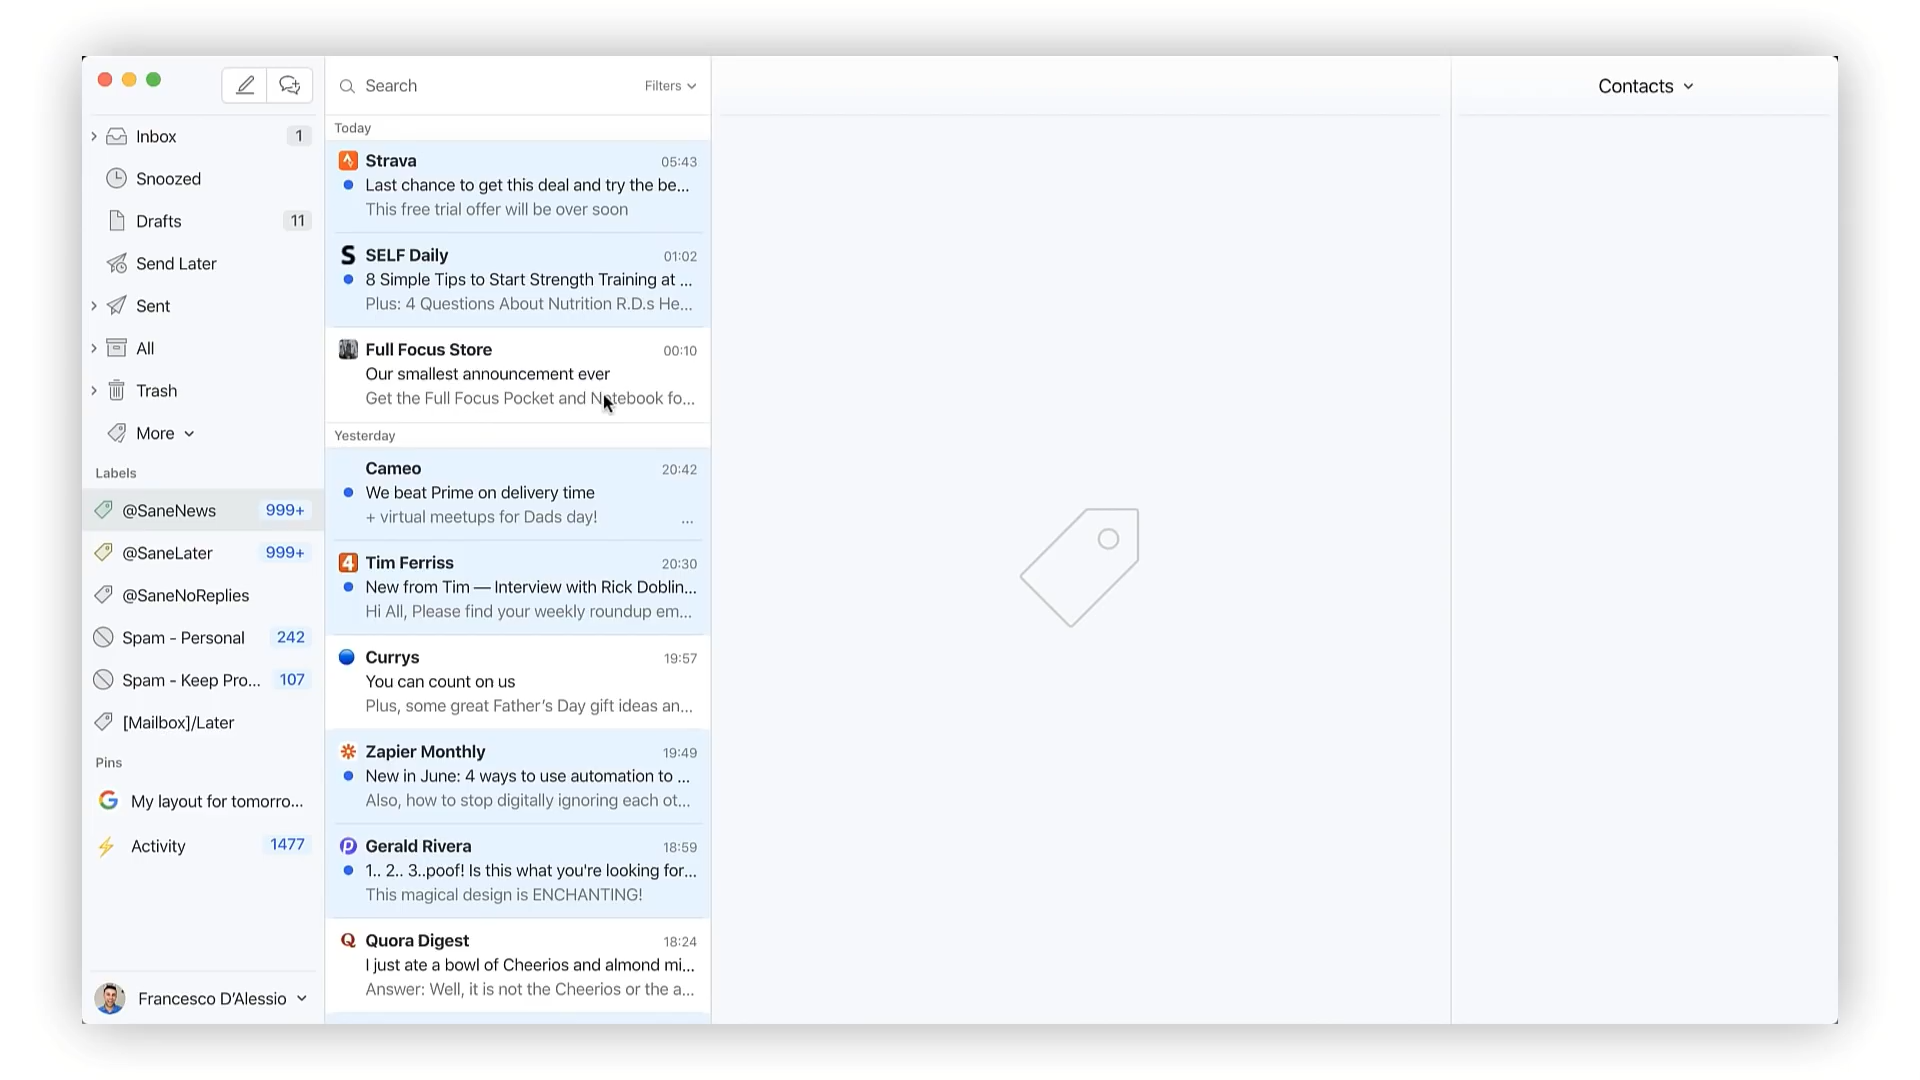 Search
Filters
Contacts
Inbox 1
Snoozed
Drafts 11
Send Later
Sent
All
Trash
More
Labels
@SaneNews 999+
@SaneLater 999+
@SaneNoReplies
Spam - Personal 242
Spam - Keep Pro... 107
[Mailbox]/Later
Pins
My layout for tomorro...
Activity 1477
Francesco D'Alessio
Today
Strava 05:43
Last chance to get this deal and try the be...
This free trial offer will be over soon
SELF Daily 01:02
8 Simple Tips to Start Strength Training at ...
Plus: 4 Questions About Nutrition R.D.s He...
Full Focus Store 00:10
Our smallest announcement ever
Get the Full Focus Pocket and Notebook fo...
Yesterday
Cameo 20:42
We beat Prime on delivery time
+ virtual meetups for Dads day! ...
Tim Ferriss 20:30
New from Tim — Interview with Rick Doblin...
Hi All, Please find your weekly roundup em...
Currys 19:57
You can count on us
Plus, some great Father's Day gift ideas an...
Zapier Monthly 19:49
New in June: 4 ways to use automation to ...
Also, how to stop digitally ignoring each ot...
Gerald Rivera 18:59
1.. 2.. 3..poof! Is this what you're looking for...
This magical design is ENCHANTING!
Quora Digest 18:24
I just ate a bowl of Cheerios and almond mi...
Answer: Well, it is not the Cheerios or the a...